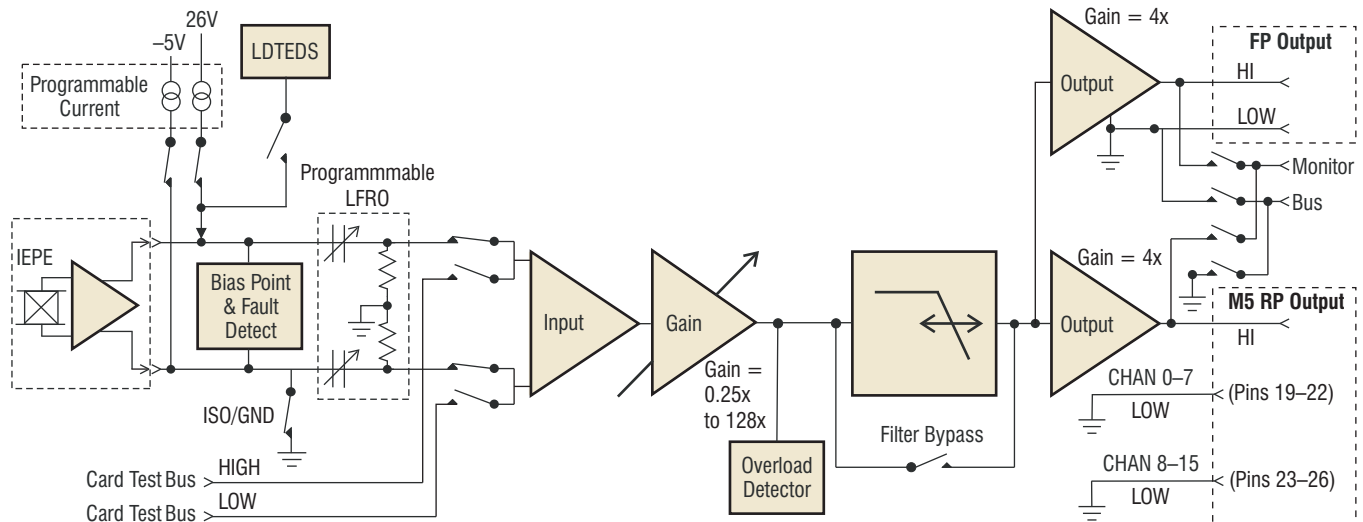 26V
–5V
LDTEDS
Programmable
Current
Programmmable
LFRO
IEPE
Bias Point
& Fault
Detect
ISO/GND
Card Test Bus
HIGH
Card Test Bus
LOW
Input
Gain
Gain =
0.25x
to 128x
Overload
Detector
Filter Bypass
Gain = 4x
Output
Gain = 4x
Output
FP Output
HI
LOW
Monitor
Bus
M5 RP Output
HI
CHAN 0–7
LOW
(Pins 19–22)
CHAN 8–15
LOW
(Pins 23–26)